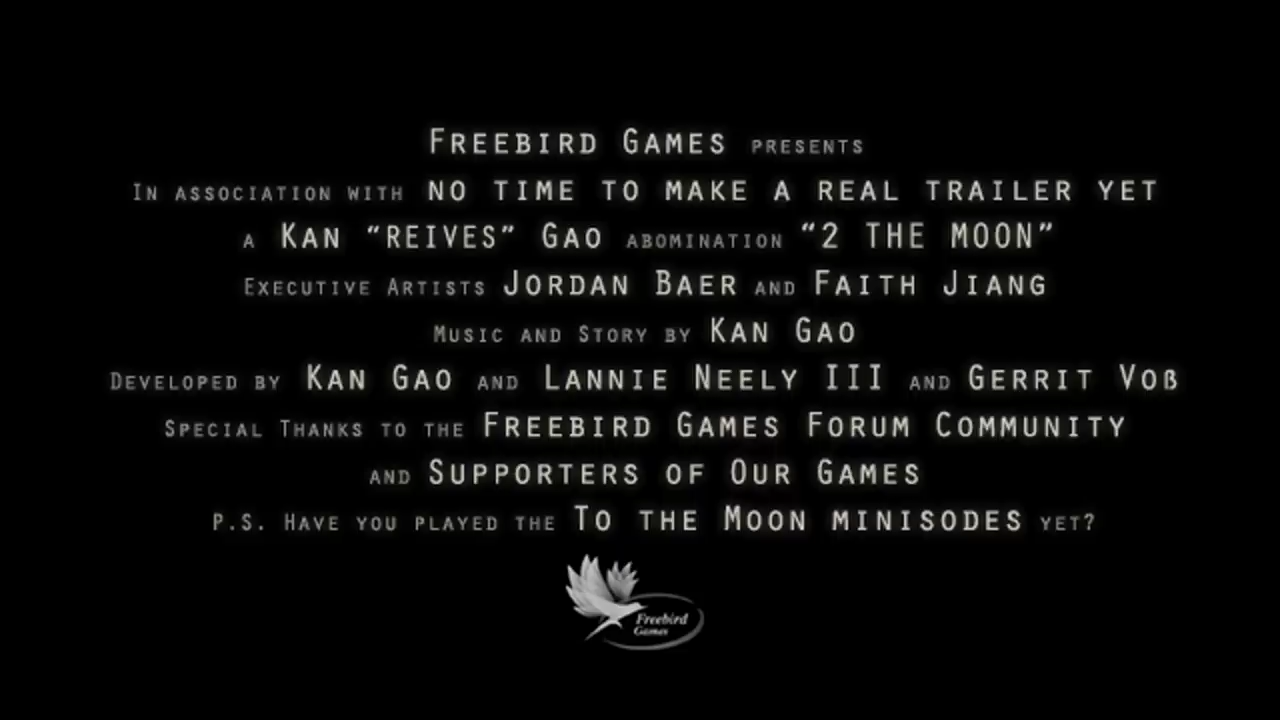 Freebird Games presents
In association with NO TIME TO MAKE A REAL TRAILER YET
a Kan “REIVES” Gao abomination “2 THE MOON”
Executive Artists Jordan Baer and Faith Jiang
Music and Story by Kan Gao
Developed by Kan Gao and Lannie Neely III and Gerrit Voß
Special Thanks to the Freebird Games Forum Community
and Supporters of Our Games
P.S. Have you played the To the Moon minisodes yet?
Freebird
Games